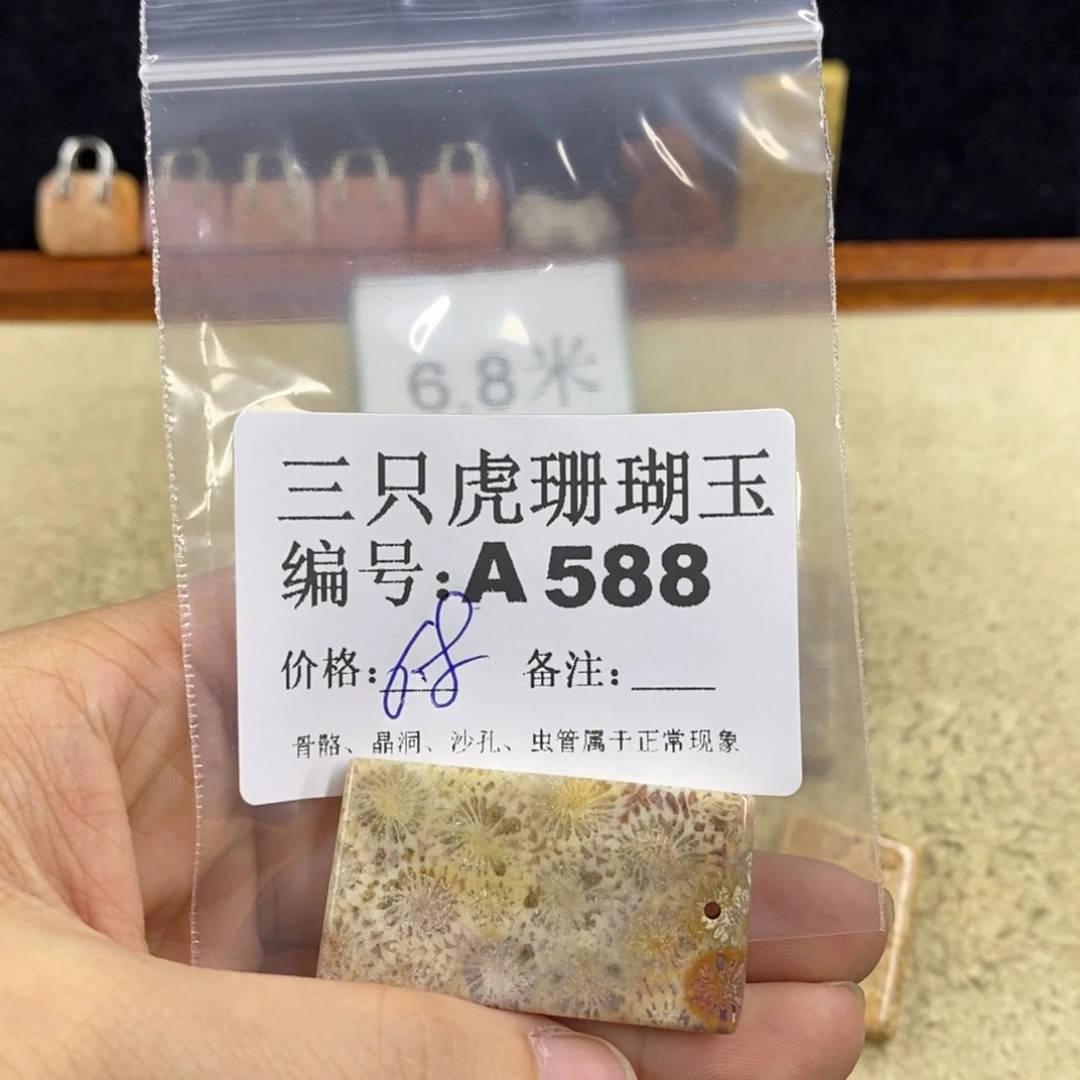 6.8米
三只虎珊瑚玉
编号:A588
价格:68 备注:____
骨骼、晶洞、沙孔、虫管属于正常现象